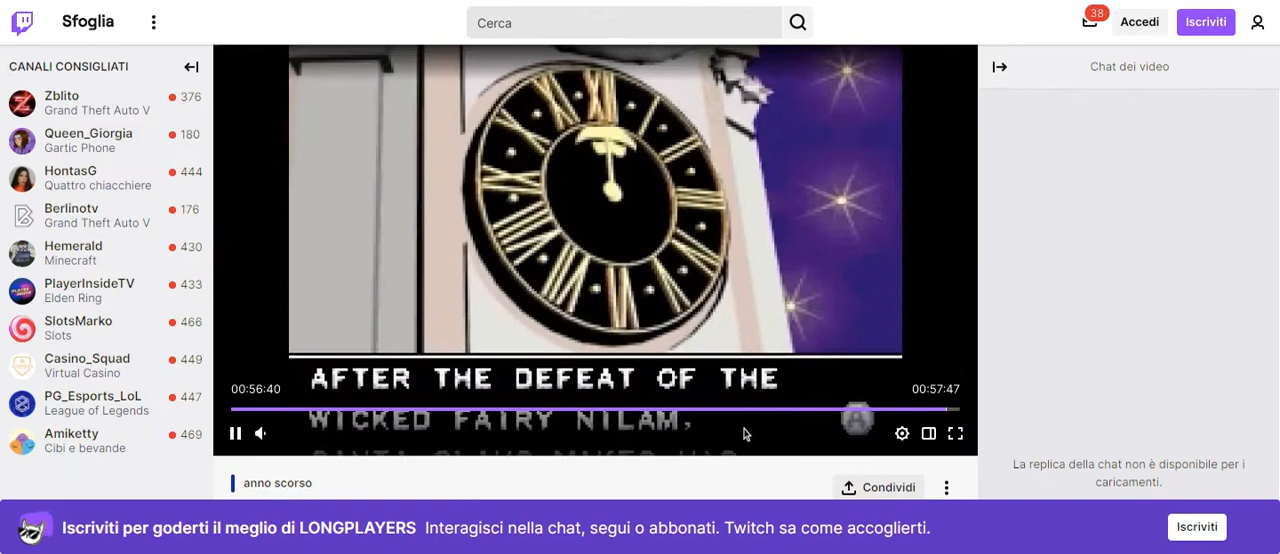 Sfoglia
Cerca
38
Accedi
Iscriviti
CANALI CONSIGLIATI
Zblito
376
Grand Theft Auto V
Queen_Giorgia
180
Gartic Phone
HontasG
444
Quattro chiacchiere
Berlinotv
176
Grand Theft Auto V
Hemerald
430
Minecraft
PlayerInsideTV
433
Elden Ring
SlotsMarko
466
Slots
Casino_Squad
449
Virtual Casino
PG_Esports_LoL
447
League of Legends
Amiketty
469
Cibi e bevande
AFTER THE DEFEAT OF THE
WICKED FAIRY NILAM,
A
00:56:40
00:57:47
anno scorso
Condividi
Chat dei video
La replica della chat non è disponibile per i
caricamenti.
Iscriviti per goderti il meglio di LONGPLAYERS Interagisci nella chat, segui o abbonati. Twitch sa come accoglierti.
Iscriviti